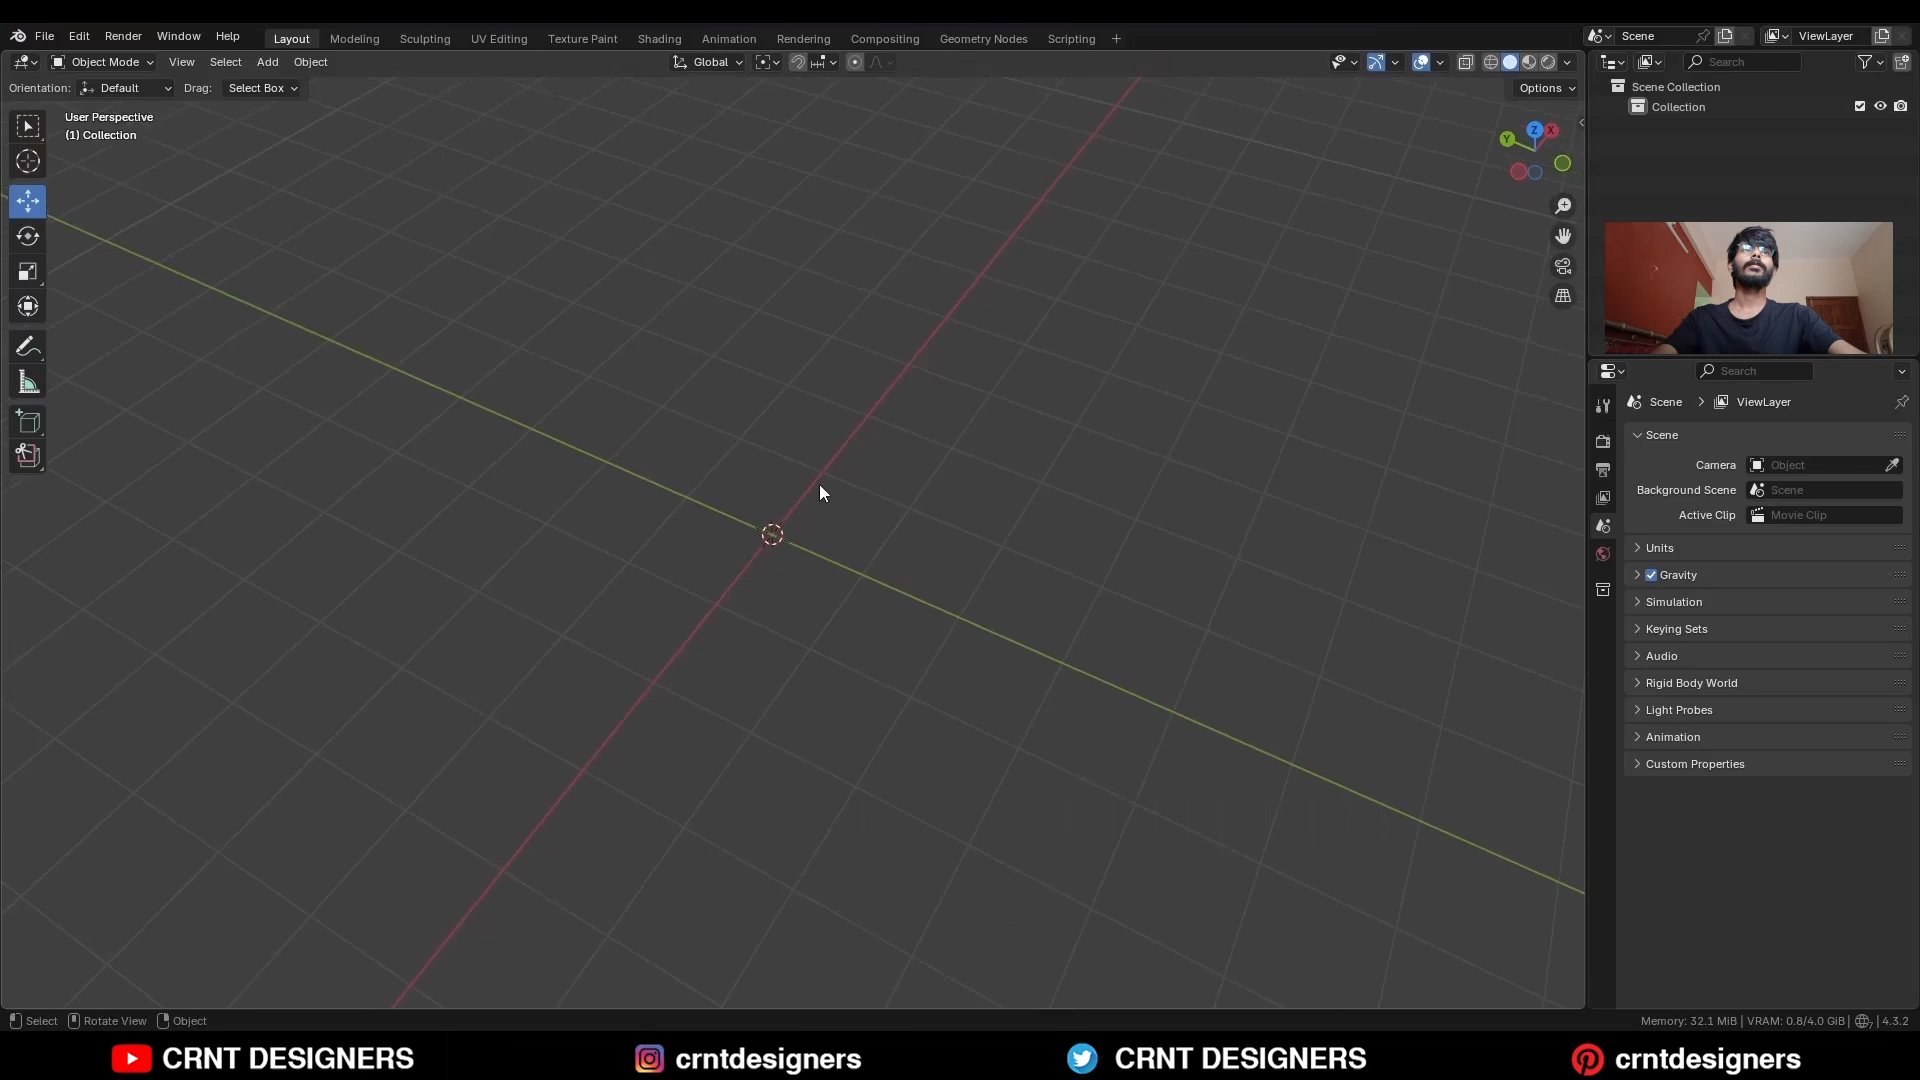 File Edit Render Window Help Layout Modeling Sculpting UV Editing Texture Paint Shading Animation Rendering Compositing Geometry Nodes Scripting + Scene ViewLayer
Object Mode View Select Add Object Global Search
Orientation: Default Drag: Select Box Options
User Perspective
(1) Collection
Y Z X
Scene Collection
Collection
Search
Scene > ViewLayer
Scene
Camera Object
Background Scene Scene
Active Clip Movie Clip
Units
Gravity
Simulation
Keying Sets
Audio
Rigid Body World
Light Probes
Animation
Custom Properties
Select Rotate View Object Memory: 32.1 MiB | VRAM: 0.8/4.0 GiB | 7 | 4.3.2
CRNT DESIGNERS crntdesigners CRNT DESIGNERS crntdesigners